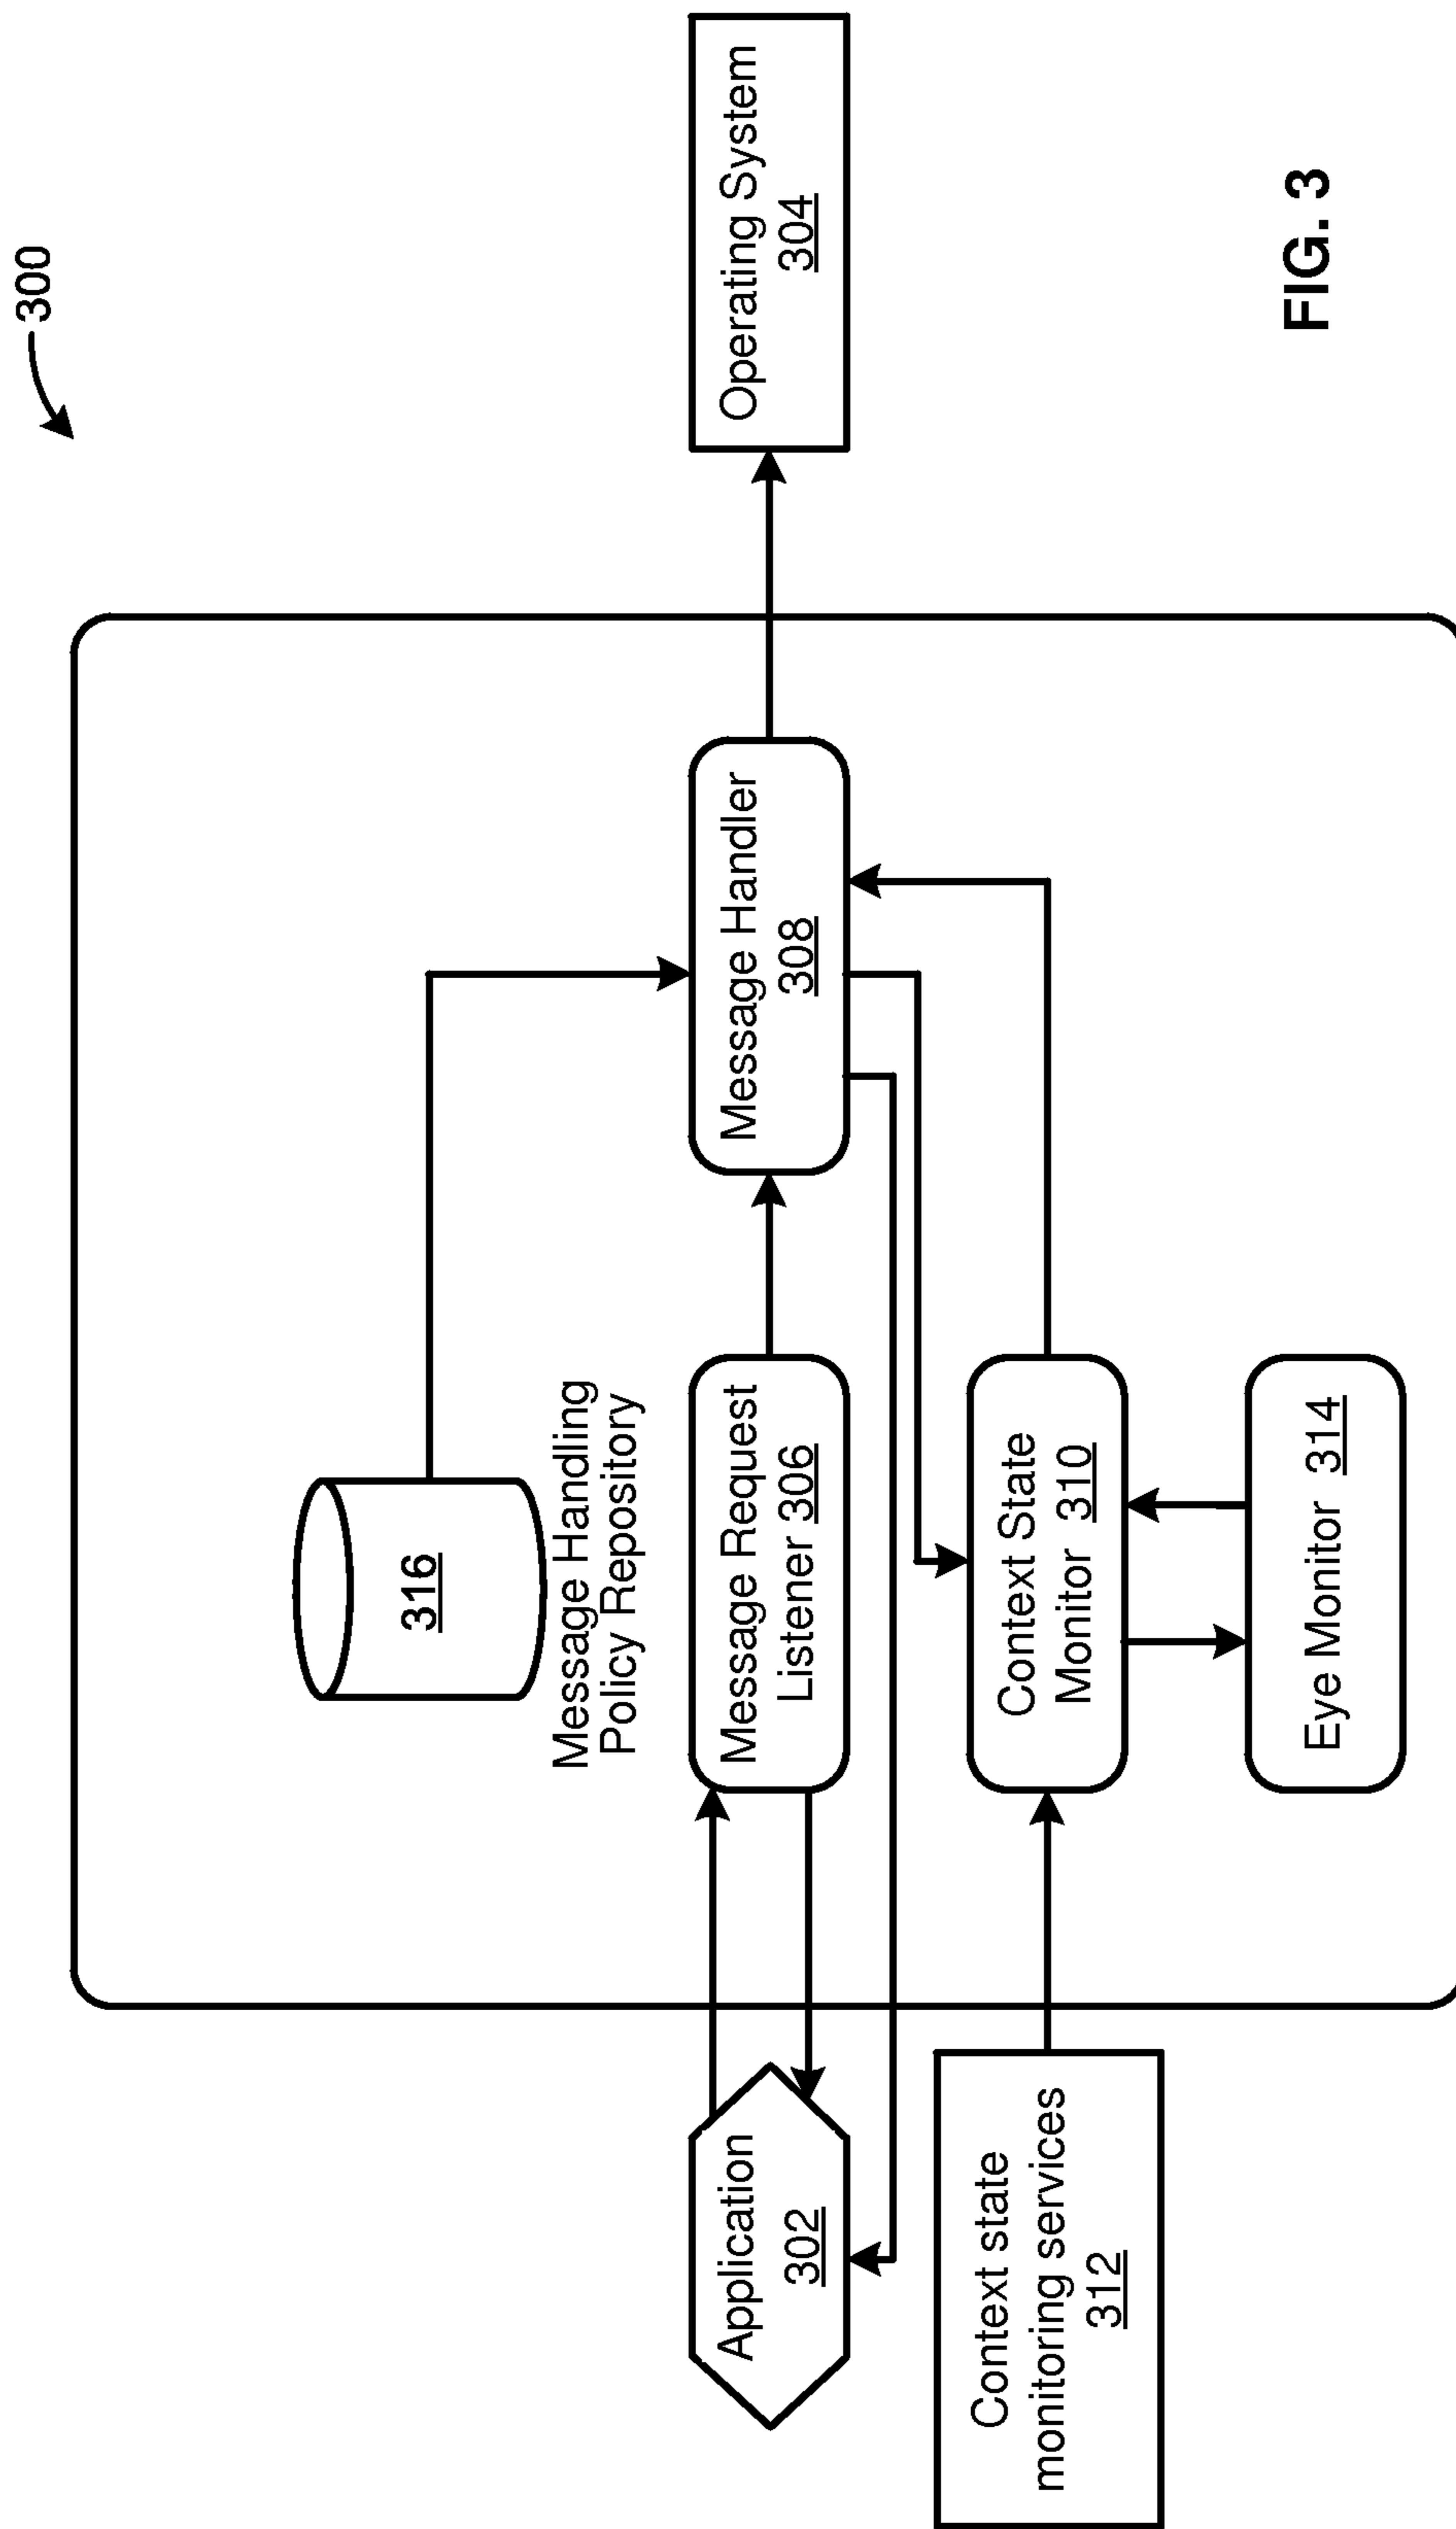 300
316
Message Handling
Policy Repository
Application
302
Message Request
Listener 306
Message Handler
308
Operating System
304
Context state
monitoring services
312
Context State
Monitor 310
Eye Monitor 314
FIG. 3